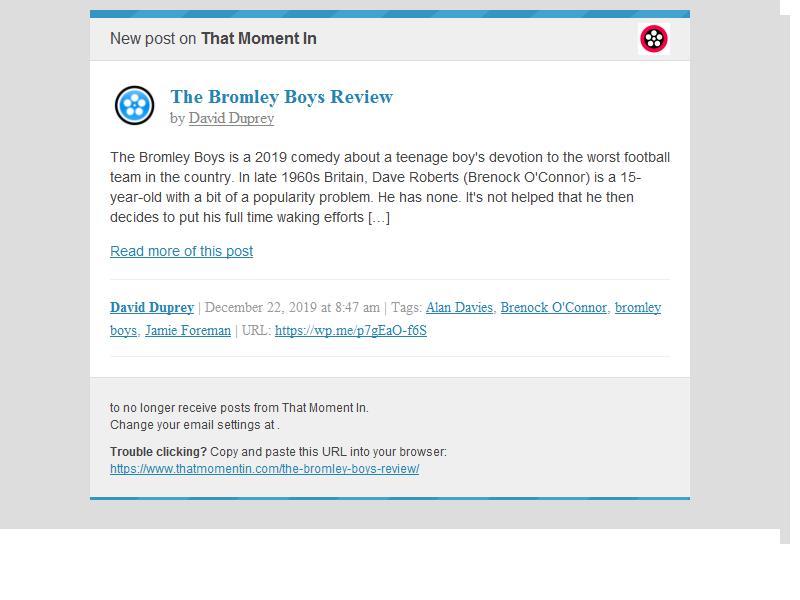 New post on That Moment In
The Bromley Boys Review
by David Duprey
The Bromley Boys is a 2019 comedy about a teenage boy's devotion to the worst football
team in the country. In late 1960s Britain, Dave Roberts (Brenock O'Connor) is a 15-
year-old with a bit of a popularity problem. He has none. It's not helped that he then
decides to put his full time waking efforts […]
Read more of this post
David Duprey | December 22, 2019 at 8:47 am | Tags: Alan Davies, Brenock O'Connor, bromley
boys, Jamie Foreman | URL: https://wp.me/p7gEaO-f6S
to no longer receive posts from That Moment In.
Change your email settings at .
Trouble clicking? Copy and paste this URL into your browser:
https://www.thatmomentin.com/the-bromley-boys-review/